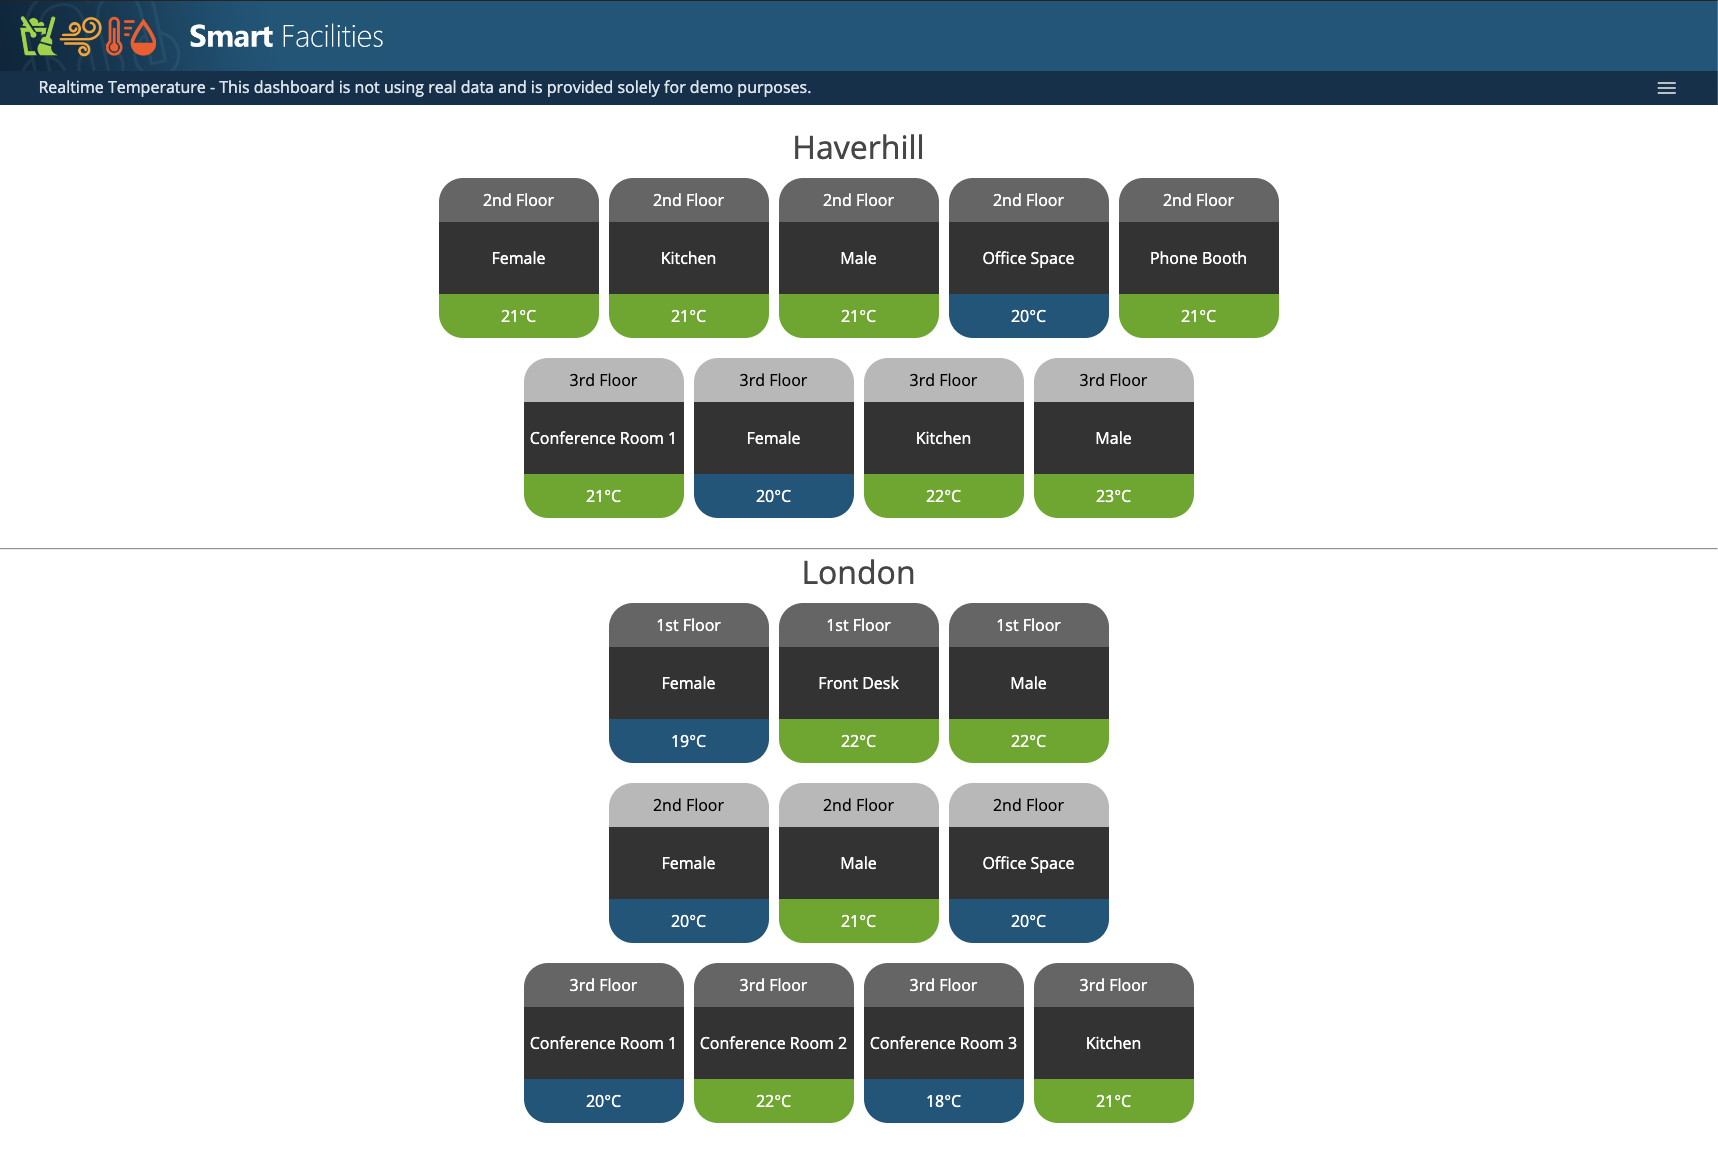 Smart Facilities
Realtime Temperature - This dashboard is not using real data and is provided solely for demo purposes.
Haverhill
2nd Floor 2nd Floor 2nd Floor 2nd Floor 2nd Floor
Female Kitchen Male Office Space Phone Booth
21°C 21°C 21°C 20°C 21°C
3rd Floor 3rd Floor 3rd Floor 3rd Floor
Conference Room 1 Female Kitchen Male
21°C 20°C 22°C 23°C
London
1st Floor 1st Floor 1st Floor
Female Front Desk Male
19°C 22°C 22°C
2nd Floor 2nd Floor 2nd Floor
Female Male Office Space
20°C 21°C 20°C
3rd Floor 3rd Floor 3rd Floor 3rd Floor
Conference Room 1 Conference Room 2 Conference Room 3 Kitchen
20°C 22°C 18°C 21°C